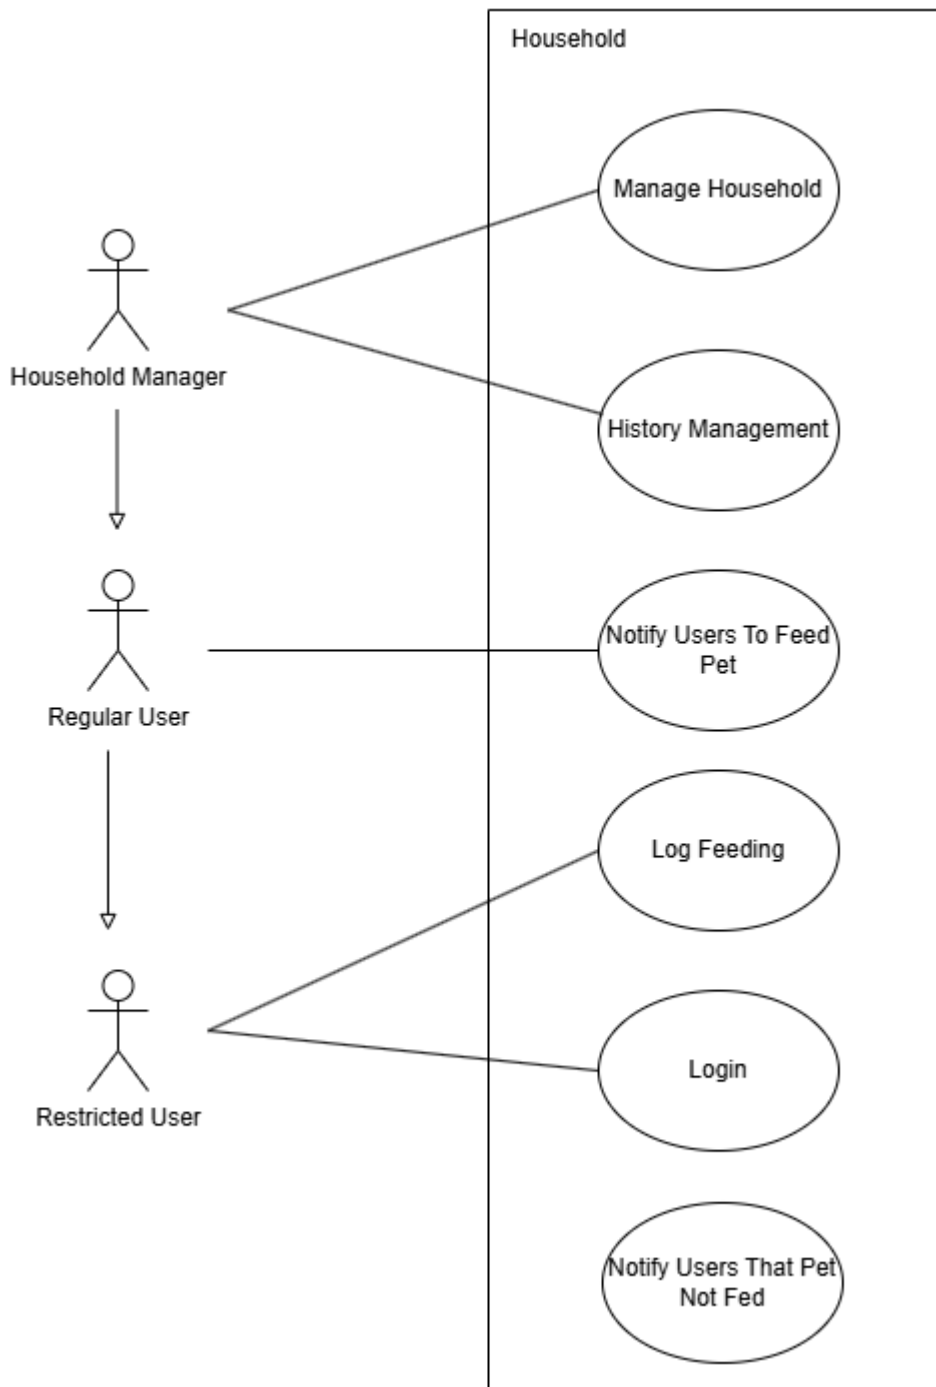 Household
Manage Household
Household Manager
History Management
Notify Users To Feed
Pet
Regular User
Log Feeding
Login
Restricted User
Notify Users That Pet
Not Fed